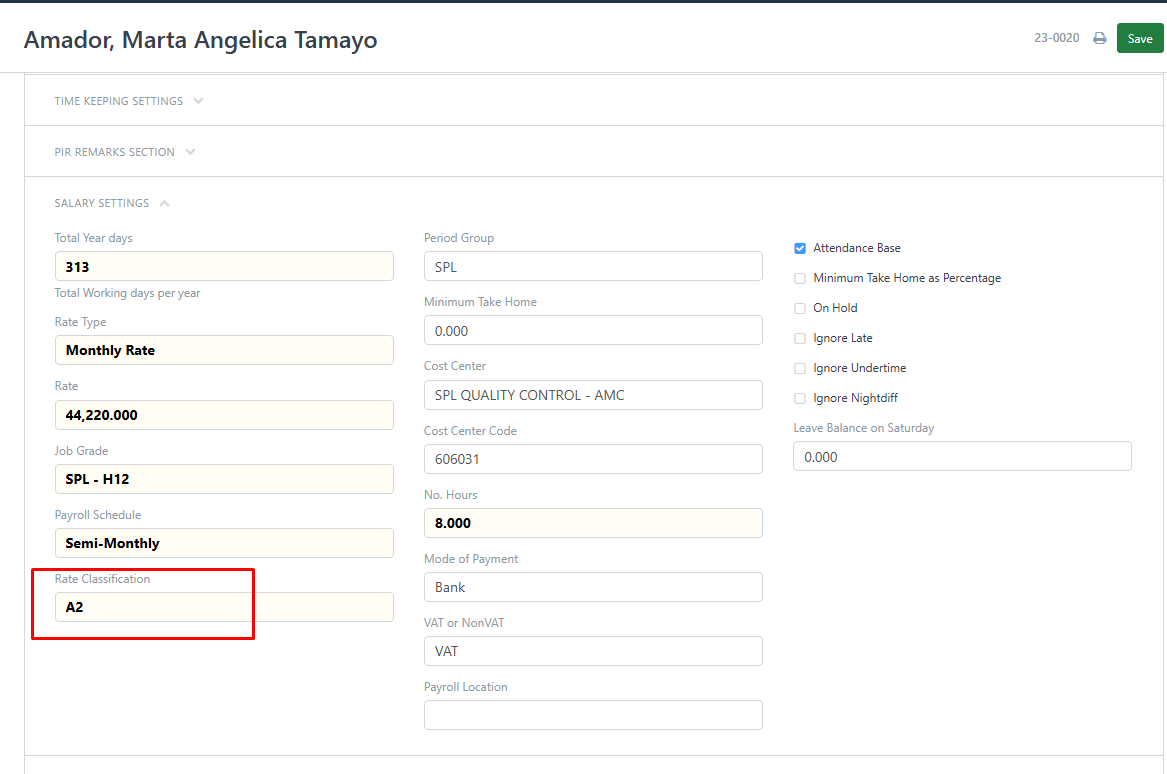 Amador, Marta Angelica Tamayo
23-0020
Save
TIME KEEPING SETTINGS
PIR REMARKS SECTION
SALARY SETTINGS
Total Year days
313
Total Working days per year
Rate Type
Monthly Rate
Rate
44,220.000
Job Grade
SPL - H12
Payroll Schedule
Semi-Monthly
Rate Classification
A2
Period Group
SPL
Minimum Take Home
0.000
Cost Center
SPL QUALITY CONTROL - AMC
Cost Center Code
606031
No. Hours
8.000
Mode of Payment
Bank
VAT or NonVAT
VAT
Payroll Location
Attendance Base
Minimum Take Home as Percentage
On Hold
Ignore Late
Ignore Undertime
Ignore Nightdiff
Leave Balance on Saturday
0.000